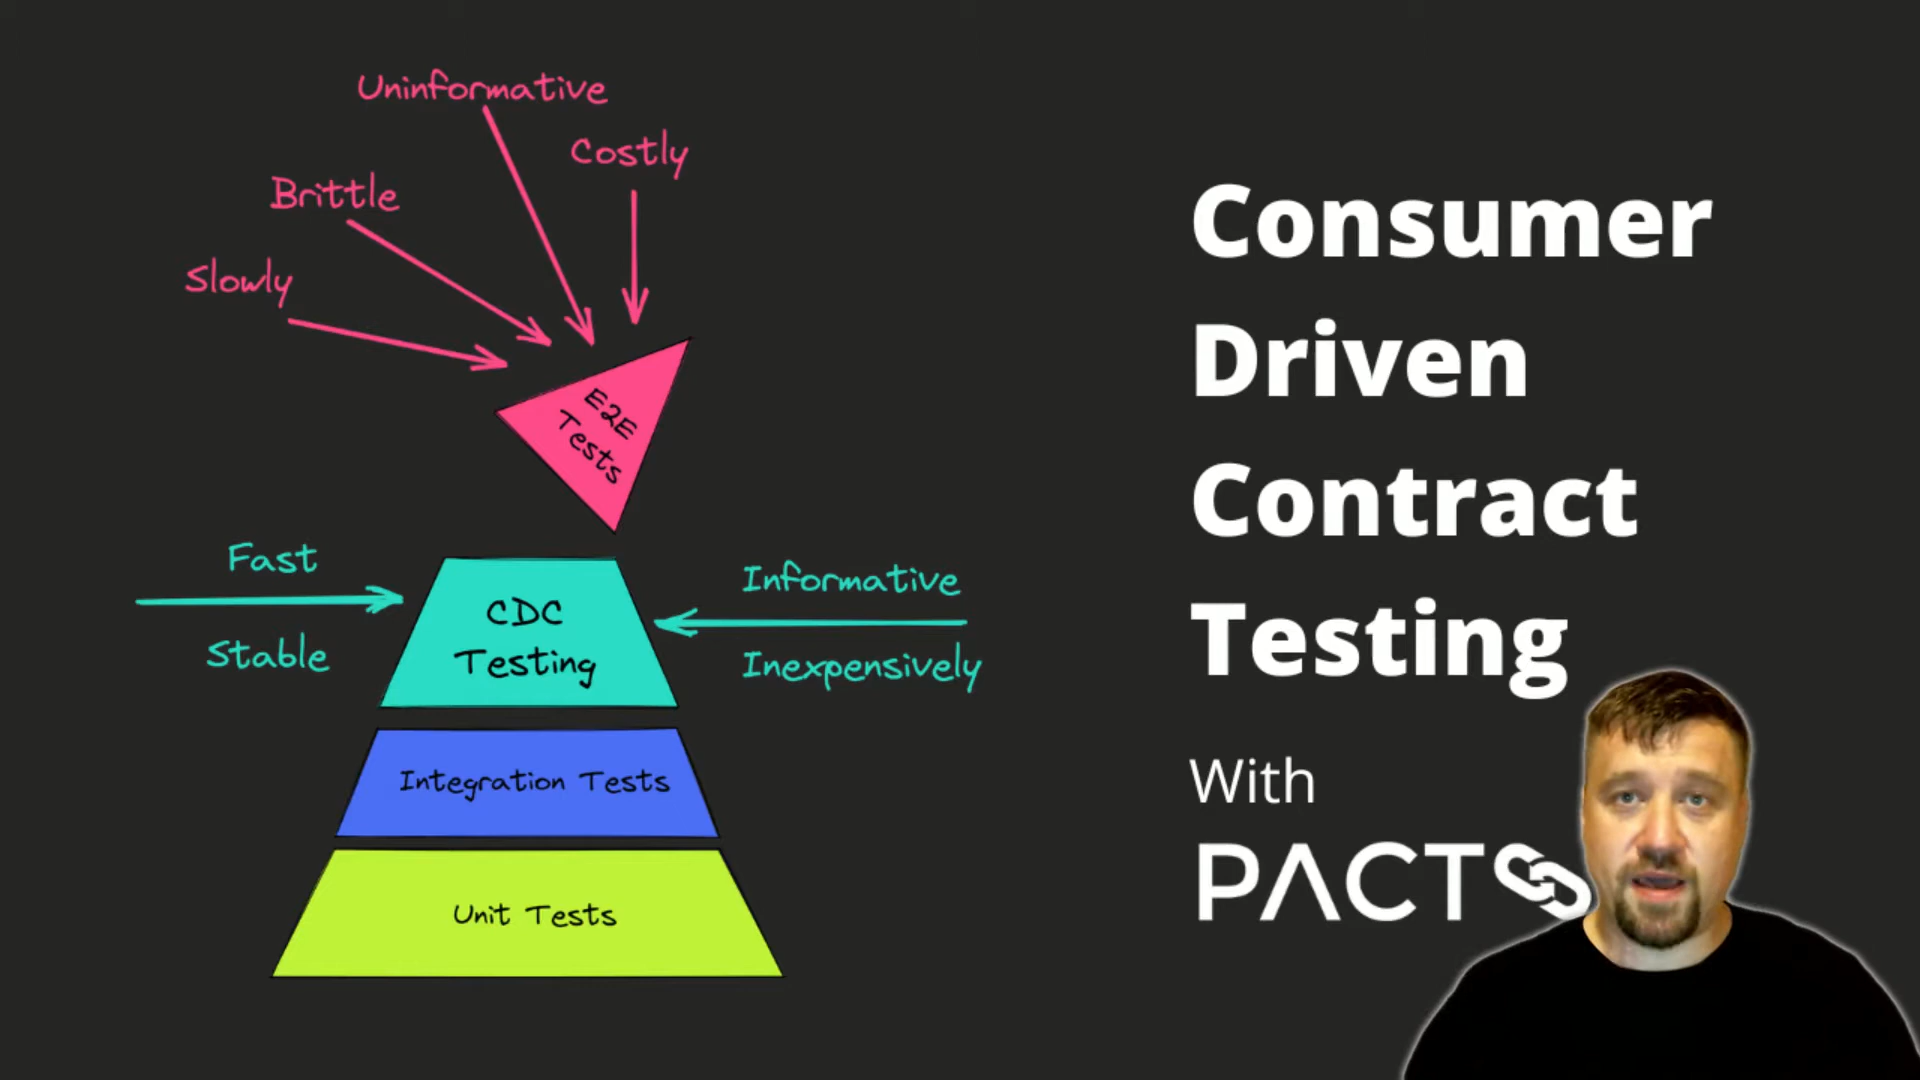 Uninformative
Costly
Brittle
Slowly
E2E
Tests
Fast
Stable
CDC
Testing
Informative
Inexpensively
Integration Tests
Unit Tests
Consumer
Driven
Contract
Testing
With
PACT